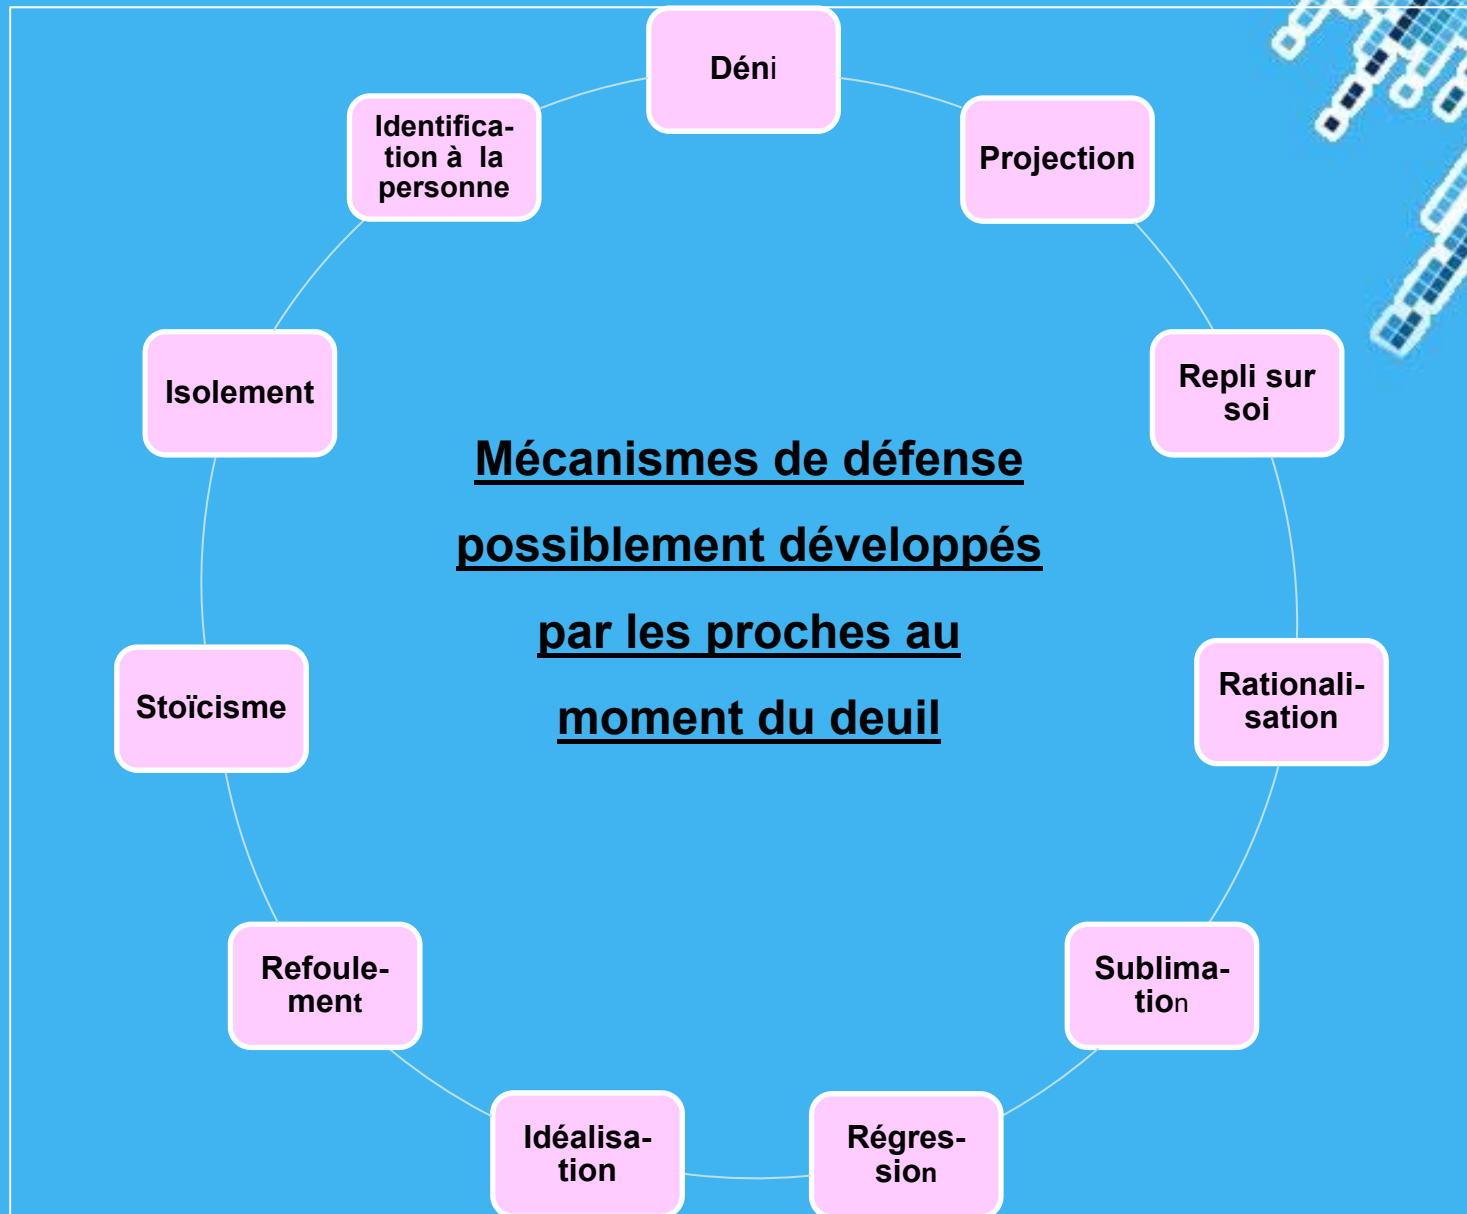 Déni
Projection
Repli sur
soi
Rationali-
sation
Sublima-
tion
Régres-
sion
Idéalisa-
tion
Refoule-
ment
Stoïcisme
Isolement
Identifica-
tion à  la
personne
Mécanismes de défense
possiblement développés
par les proches au
moment du deuil